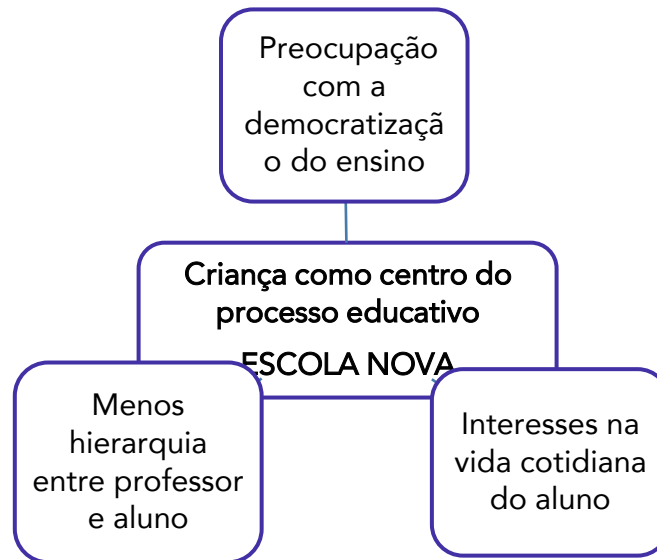 Preocupação
com a
democratizaçã
o do ensino
Criança como centro do
processo educativo
ESCOLA NOVA
Menos
hierarquia
entre professor
e aluno
Interesses na
vida cotidiana
do aluno